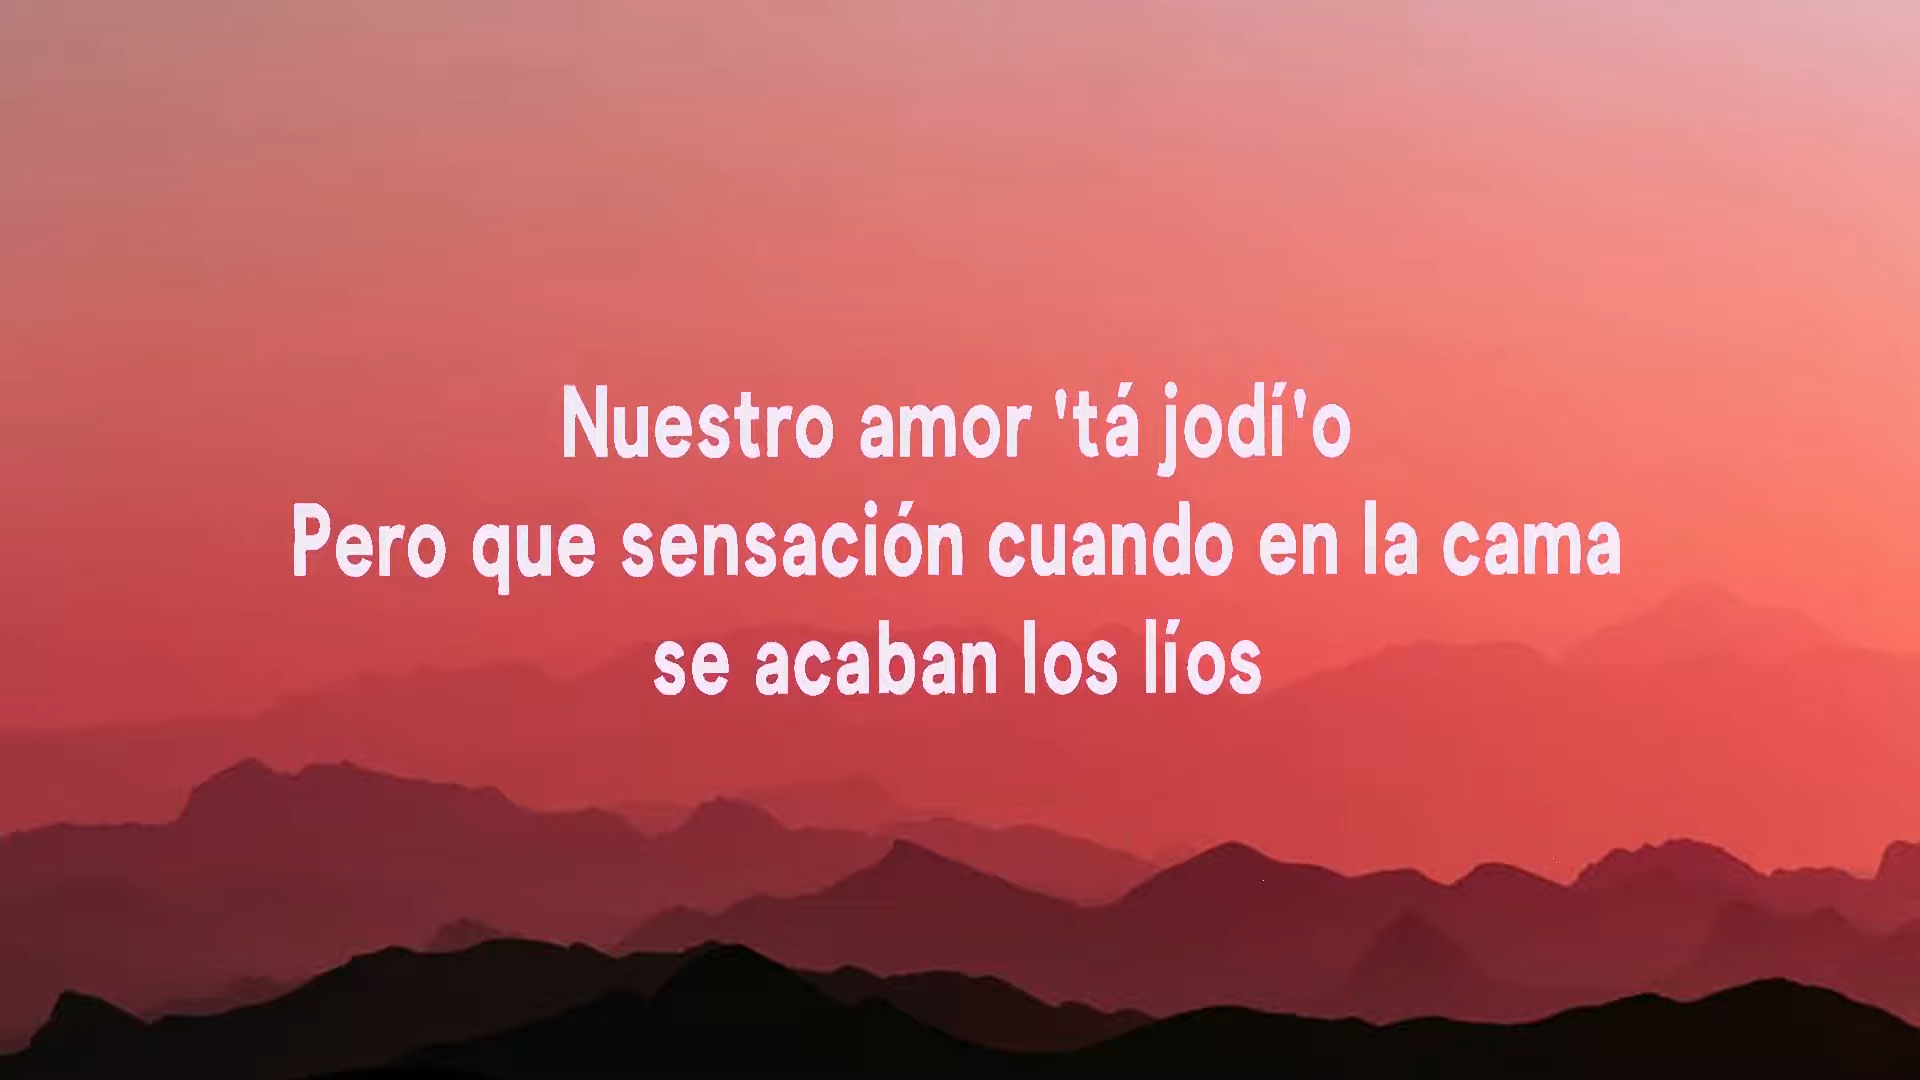 Nuestro amor 'tá jodí'o
Pero que sensación cuando en la cama
se acaban los líos